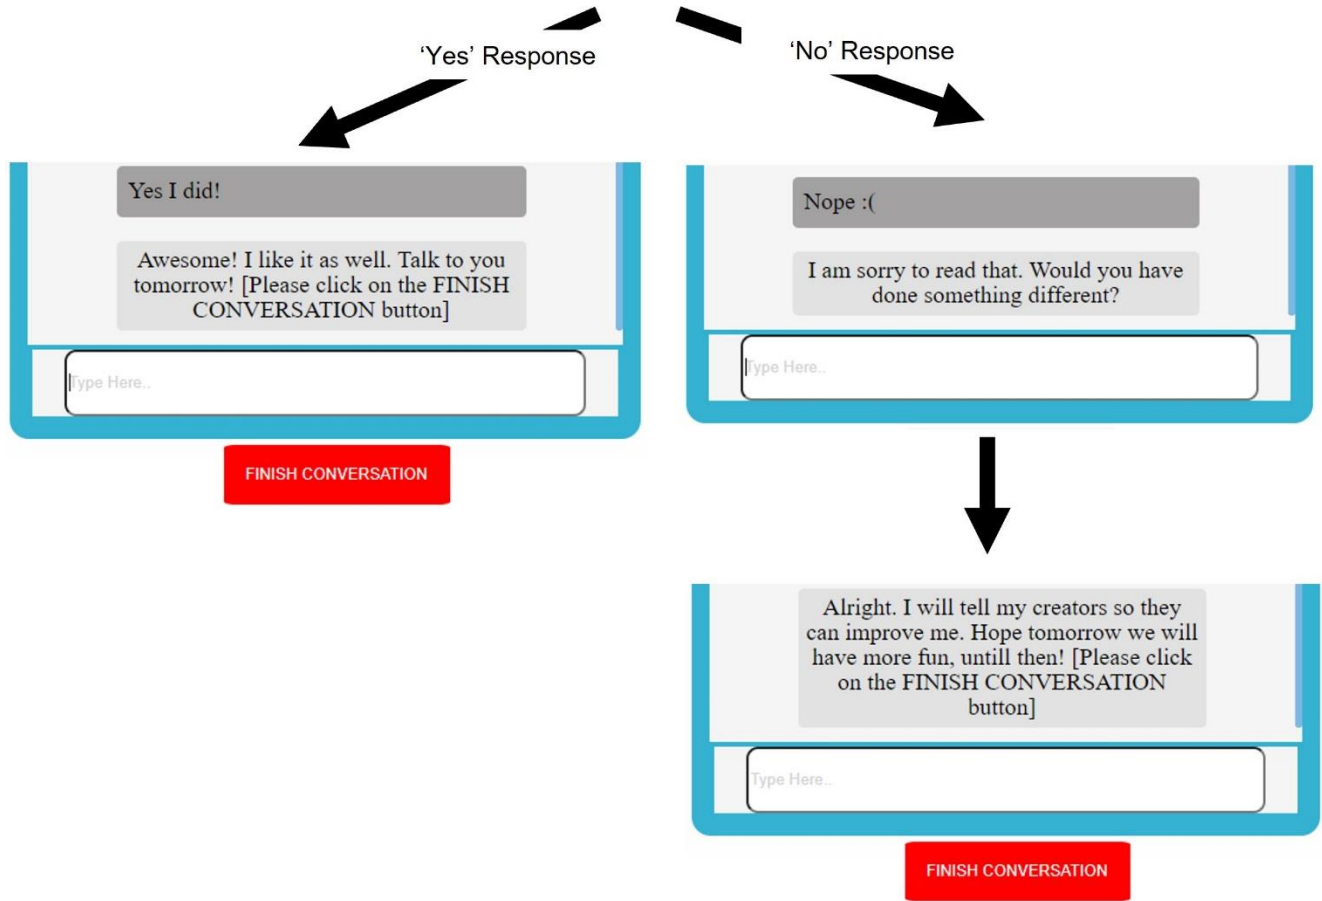 ‘Yes’ Response
‘No’ Response
Yes I did!
Awesome! I like it as well. Talk to you
tomorrow! [Please click on the FINISH
CONVERSATION button]
Type Here..
FINISH CONVERSATION
Nope :(
I am sorry to read that. Would you have
done something different?
Type Here..
Alright. I will tell my creators so they
can improve me. Hope tomorrow we will
have more fun, untill then! [Please click
on the FINISH CONVERSATION
button]
Type Here..
FINISH CONVERSATION